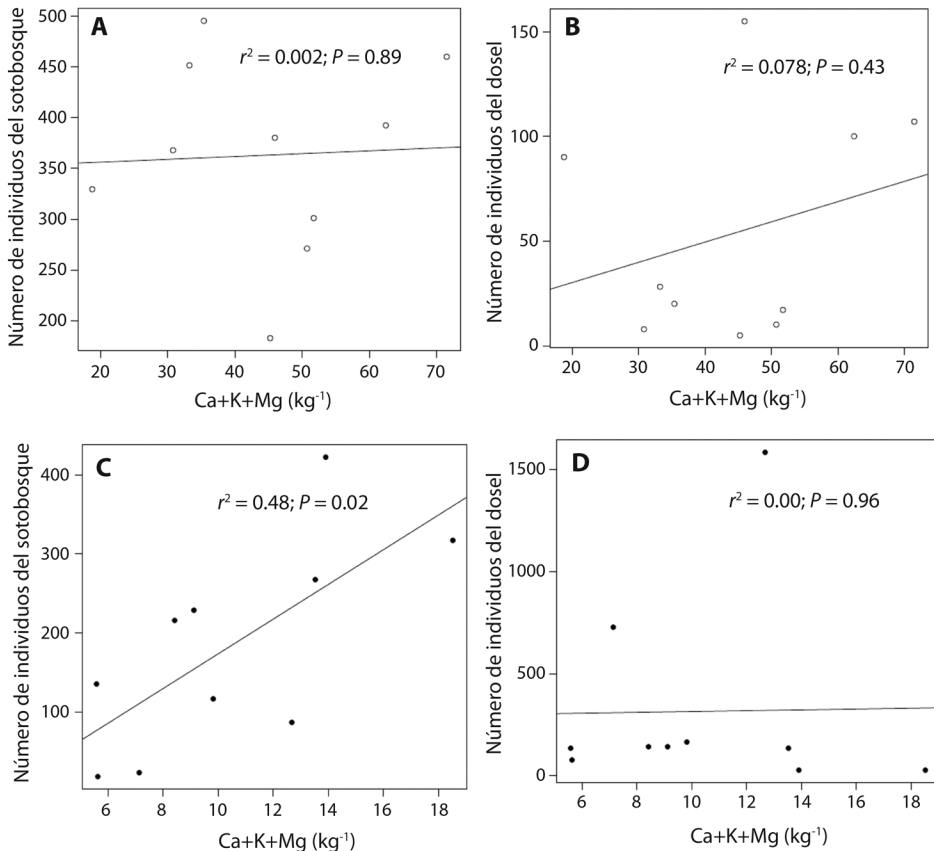 A
r² = 0.002; P = 0.89
Número de individuos del sotobosque
500
450
400
350
300
250
200
20 30 40 50 60 70
Ca+K+Mg (kg⁻¹)
B
r² = 0.078; P = 0.43
Número de individuos del dosel
150
100
50
0
20 30 40 50 60 70
Ca+K+Mg (kg⁻¹)
C
r² = 0.48; P = 0.02
Número de individuos del sotobosque
400
300
200
100
6 8 10 12 14 16 18
Ca+K+Mg (kg⁻¹)
D
r² = 0.00; P = 0.96
Número de individuos del dosel
1500
1000
500
0
6 8 10 12 14 16 18
Ca+K+Mg (kg⁻¹)